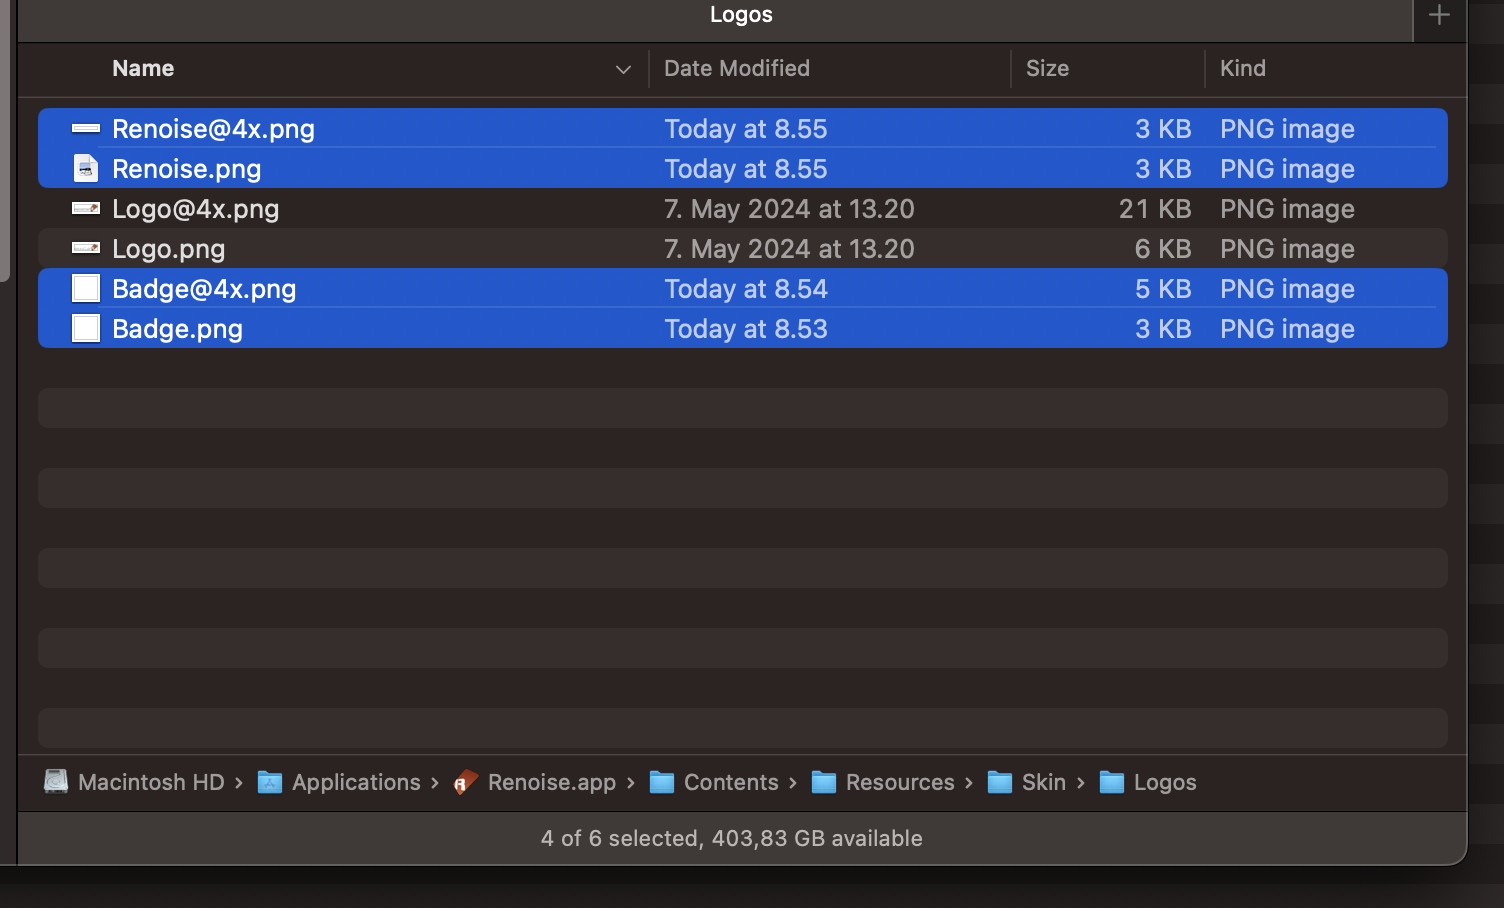 Logos
Name Date Modified Size Kind
Renoise@4x.png Today at 8.55 3 KB PNG image
Renoise.png Today at 8.55 3 KB PNG image
Logo@4x.png 7. May 2024 at 13.20 21 KB PNG image
Logo.png 7. May 2024 at 13.20 6 KB PNG image
Badge@4x.png Today at 8.54 5 KB PNG image
Badge.png Today at 8.53 3 KB PNG image
Macintosh HD › Applications › Renoise.app › Contents › Resources › Skin › Logos
4 of 6 selected, 403,83 GB available